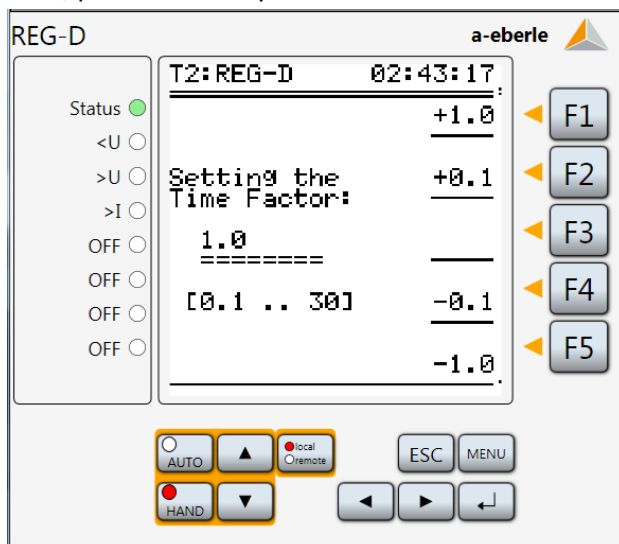 REG-D
a-eberle
T2:REG-D 02:43:17
Status
<U
>U
>I
OFF
OFF
OFF
OFF
+1.0
Setting the
Time Factor:
+0.1
1.0
========
[0.1 .. 30]
-0.1
-1.0
F1
F2
F3
F4
F5
AUTO
local
remote
ESC
MENU
HAND